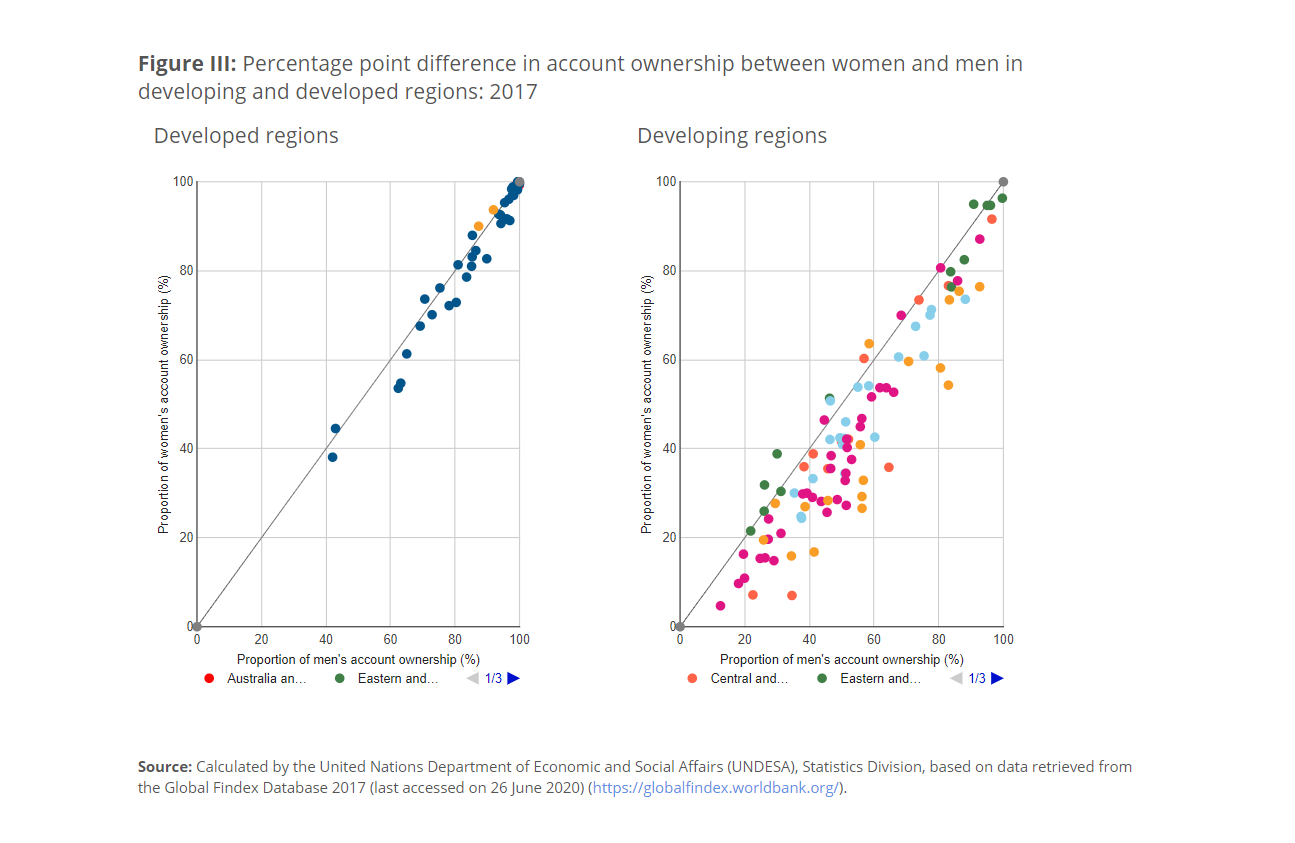 Figure III: Percentage point difference in account ownership between women and men in
developing and developed regions: 2017
Developed regions
Proportion of women's account ownership (%)
100
80
60
40
20
0
0 20 40 60 80 100
Proportion of men's account ownership (%)
Australia an... Eastern and... 1/3
Developing regions
Proportion of women's account ownership (%)
100
80
60
40
20
0
0 20 40 60 80 100
Proportion of men's account ownership (%)
Central and... Eastern and... 1/3
Source: Calculated by the United Nations Department of Economic and Social Affairs (UNDESA), Statistics Division, based on data retrieved from
the Global Findex Database 2017 (last accessed on 26 June 2020) (https://globalfindex.worldbank.org/).